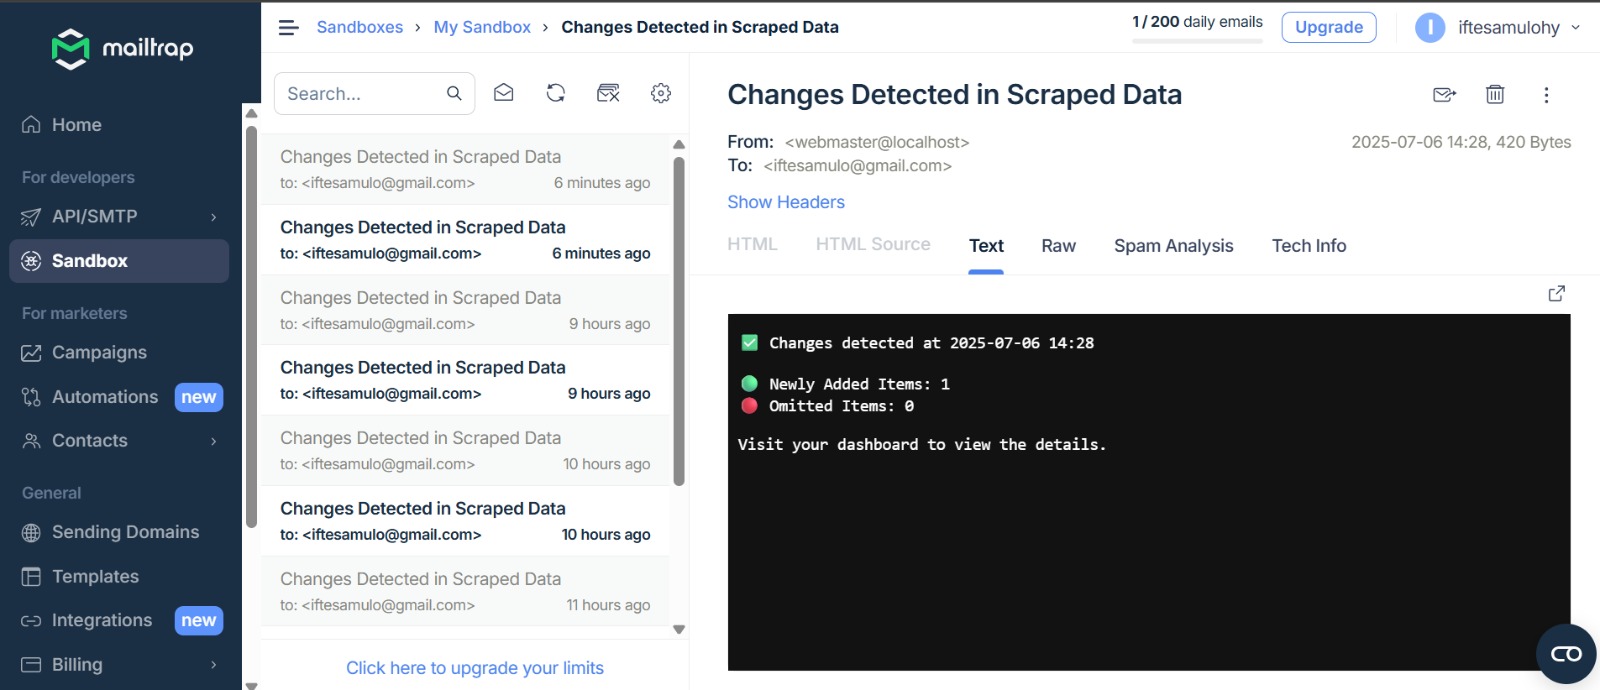 mailtrap
Home
For developers
API/SMTP
Sandbox
For marketers
Campaigns
Automations new
Contacts
General
Sending Domains
Templates
Integrations new
Billing
Sandboxes › My Sandbox › Changes Detected in Scraped Data
1 / 200 daily emails
Upgrade
I iftesamulohy
Search...
Changes Detected in Scraped Data
to: <iftesamulo@gmail.com> 6 minutes ago
Changes Detected in Scraped Data
to: <iftesamulo@gmail.com> 6 minutes ago
Changes Detected in Scraped Data
to: <iftesamulo@gmail.com> 9 hours ago
Changes Detected in Scraped Data
to: <iftesamulo@gmail.com> 9 hours ago
Changes Detected in Scraped Data
to: <iftesamulo@gmail.com> 10 hours ago
Changes Detected in Scraped Data
to: <iftesamulo@gmail.com> 10 hours ago
Changes Detected in Scraped Data
to: <iftesamulo@gmail.com> 11 hours ago
Click here to upgrade your limits
Changes Detected in Scraped Data
From: <webmaster@localhost> 2025-07-06 14:28, 420 Bytes
To: <iftesamulo@gmail.com>
Show Headers
HTML HTML Source Text Raw Spam Analysis Tech Info
✅ Changes detected at 2025-07-06 14:28
🟢 Newly Added Items: 1
🔴 Omitted Items: 0
Visit your dashboard to view the details.